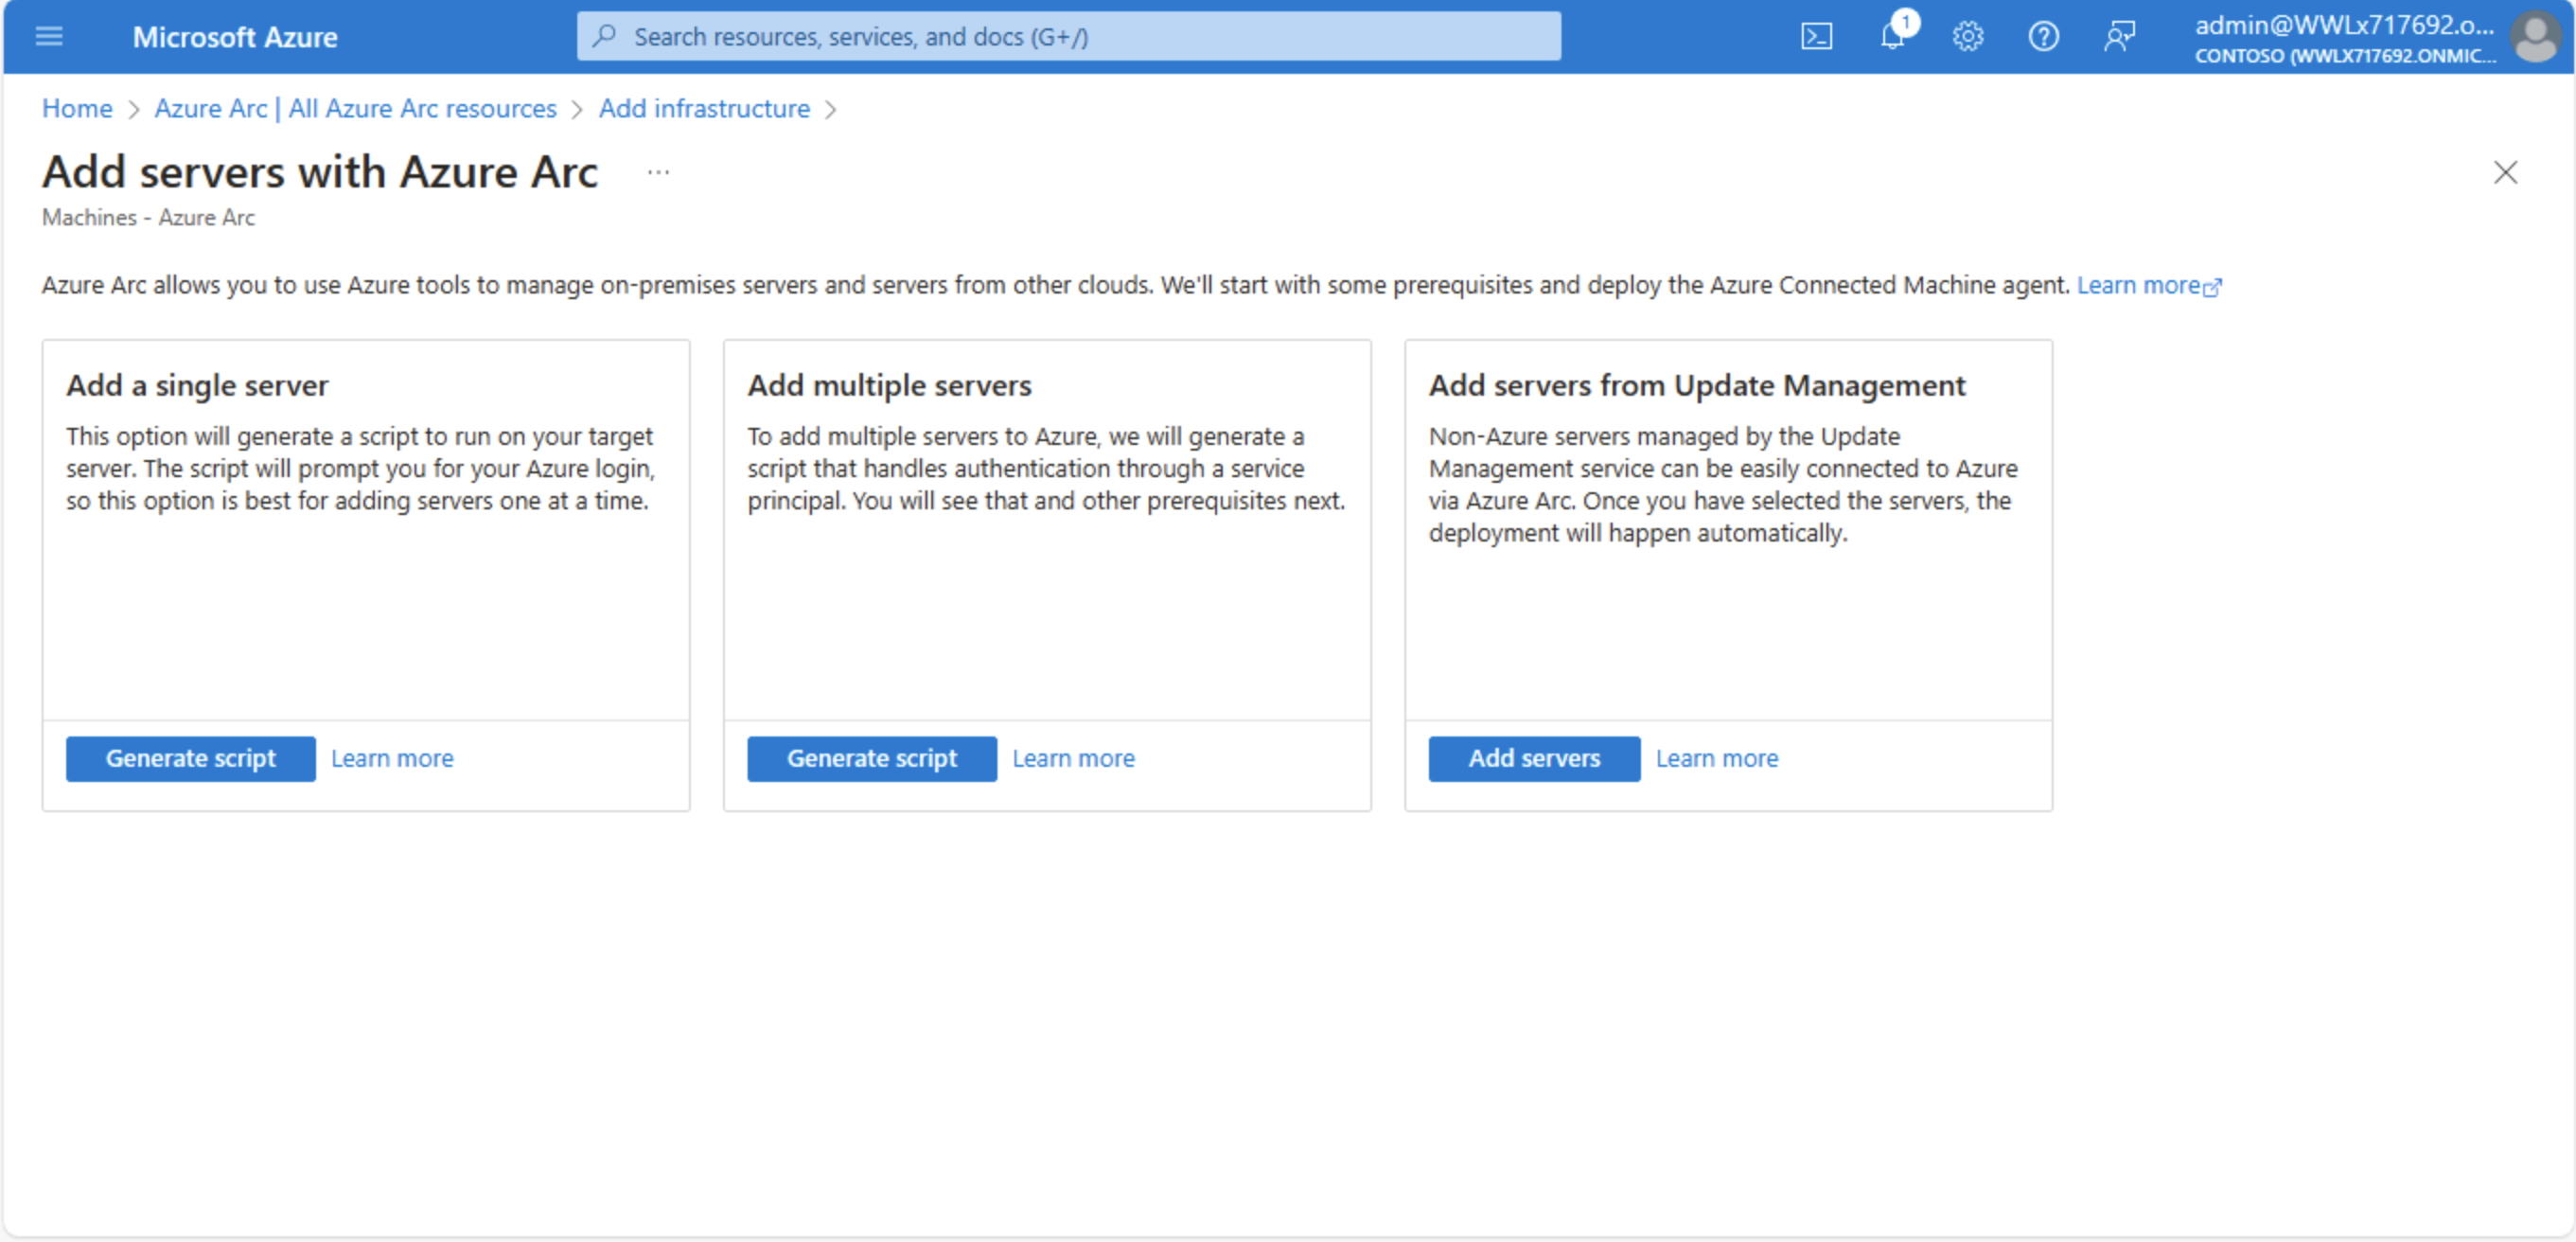 Microsoft Azure
Search resources, services, and docs (G+/)
1
admin@WWLx717692.o...
CONTOSO (WWLX717692.ONMIC...
Home > Azure Arc | All Azure Arc resources > Add infrastructure >
Add servers with Azure Arc ...
Machines - Azure Arc
Azure Arc allows you to use Azure tools to manage on-premises servers and servers from other clouds. We'll start with some prerequisites and deploy the Azure Connected Machine agent. Learn more
Add a single server
This option will generate a script to run on your target
server. The script will prompt you for your Azure login,
so this option is best for adding servers one at a time.
Generate script Learn more
Add multiple servers
To add multiple servers to Azure, we will generate a
script that handles authentication through a service
principal. You will see that and other prerequisites next.
Generate script Learn more
Add servers from Update Management
Non-Azure servers managed by the Update
Management service can be easily connected to Azure
via Azure Arc. Once you have selected the servers, the
deployment will happen automatically.
Add servers Learn more